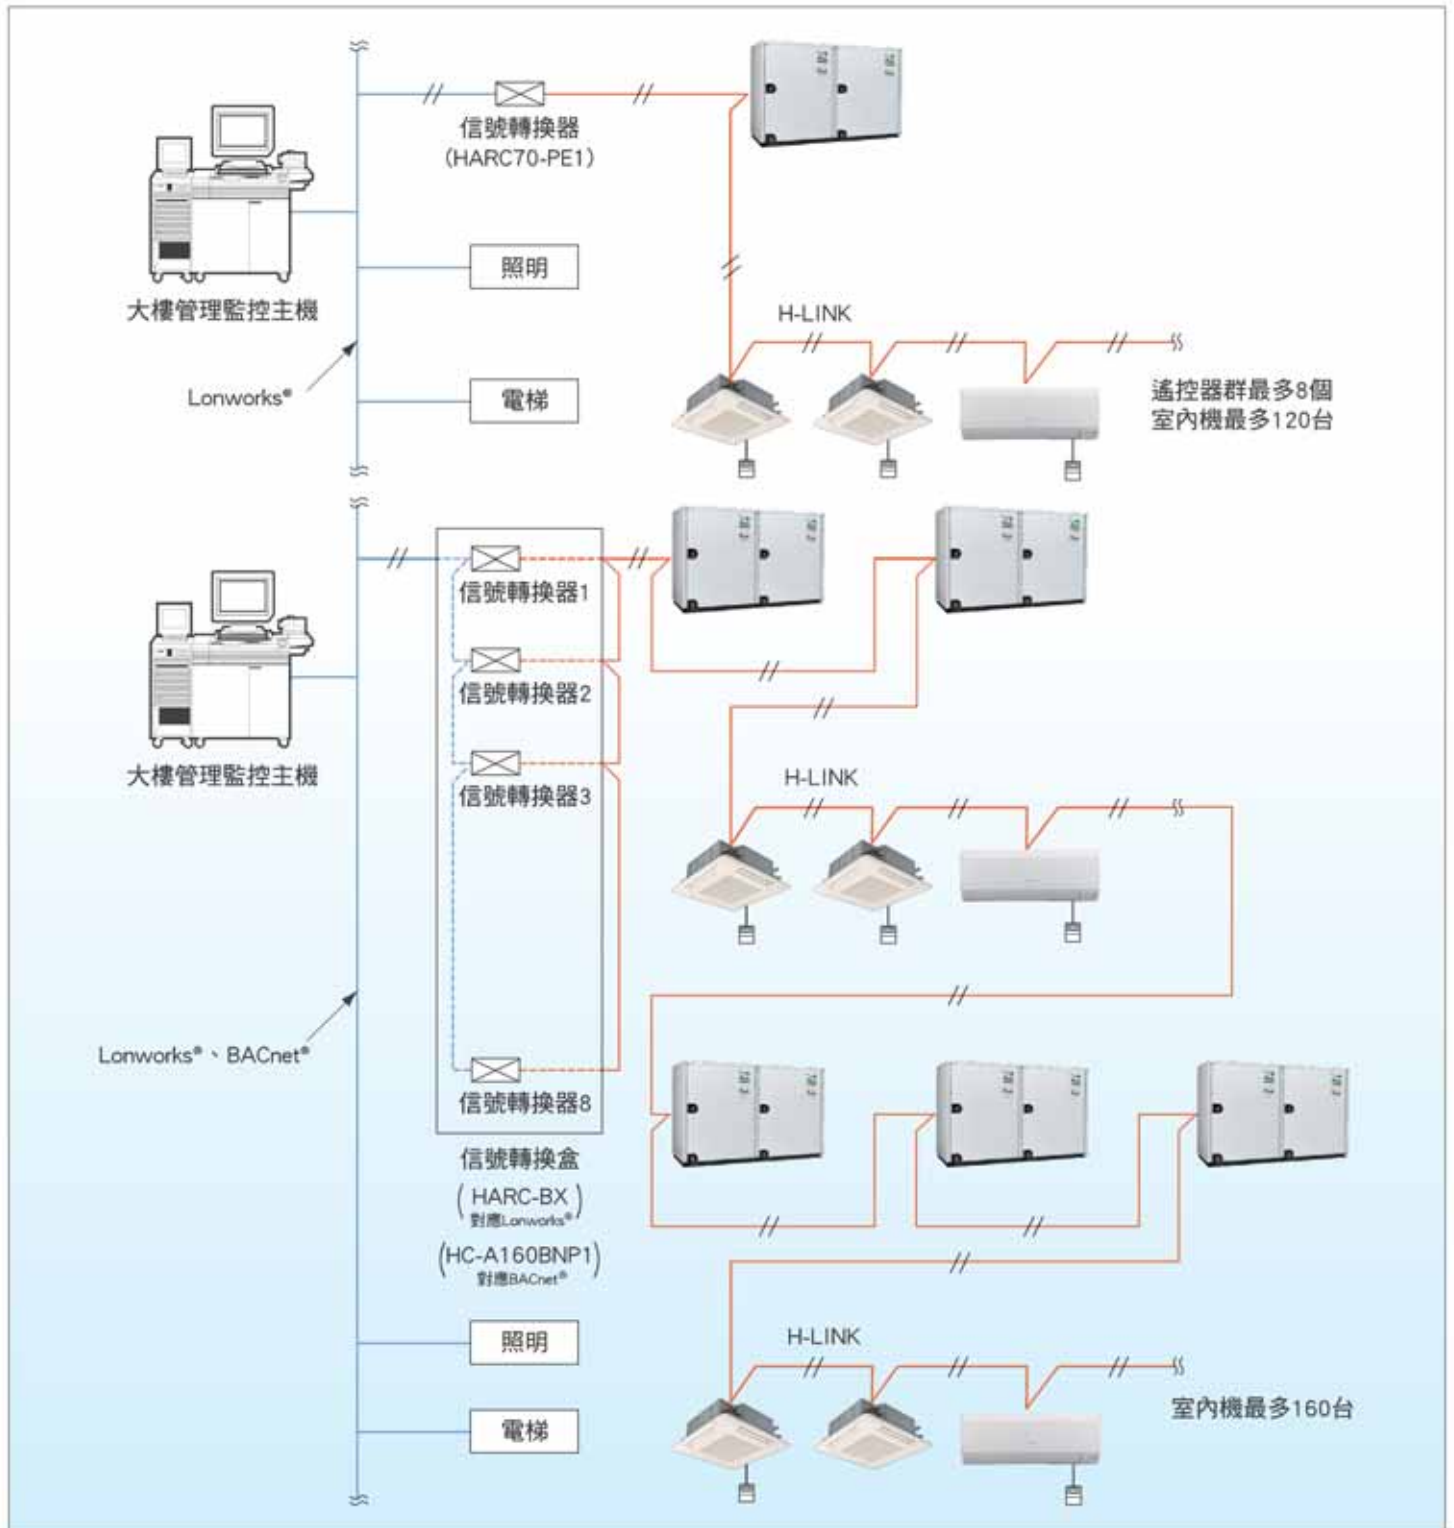 信號轉換器
（HARC70-PE1）
照明
大樓管理監控主機
H-LINK
Lonworks®
電梯
遙控器群最多8個
室內機最多120台
信號轉換器1
信號轉換器2
大樓管理監控主機
信號轉換器3
H-LINK
Lonworks®、BACnet®
信號轉換器8
信號轉換盒
(HARC-BX)
對應Lonworks®
(HC-A160BNP1)
對應BACnet®
照明
H-LINK
室內機最多160台
電梯